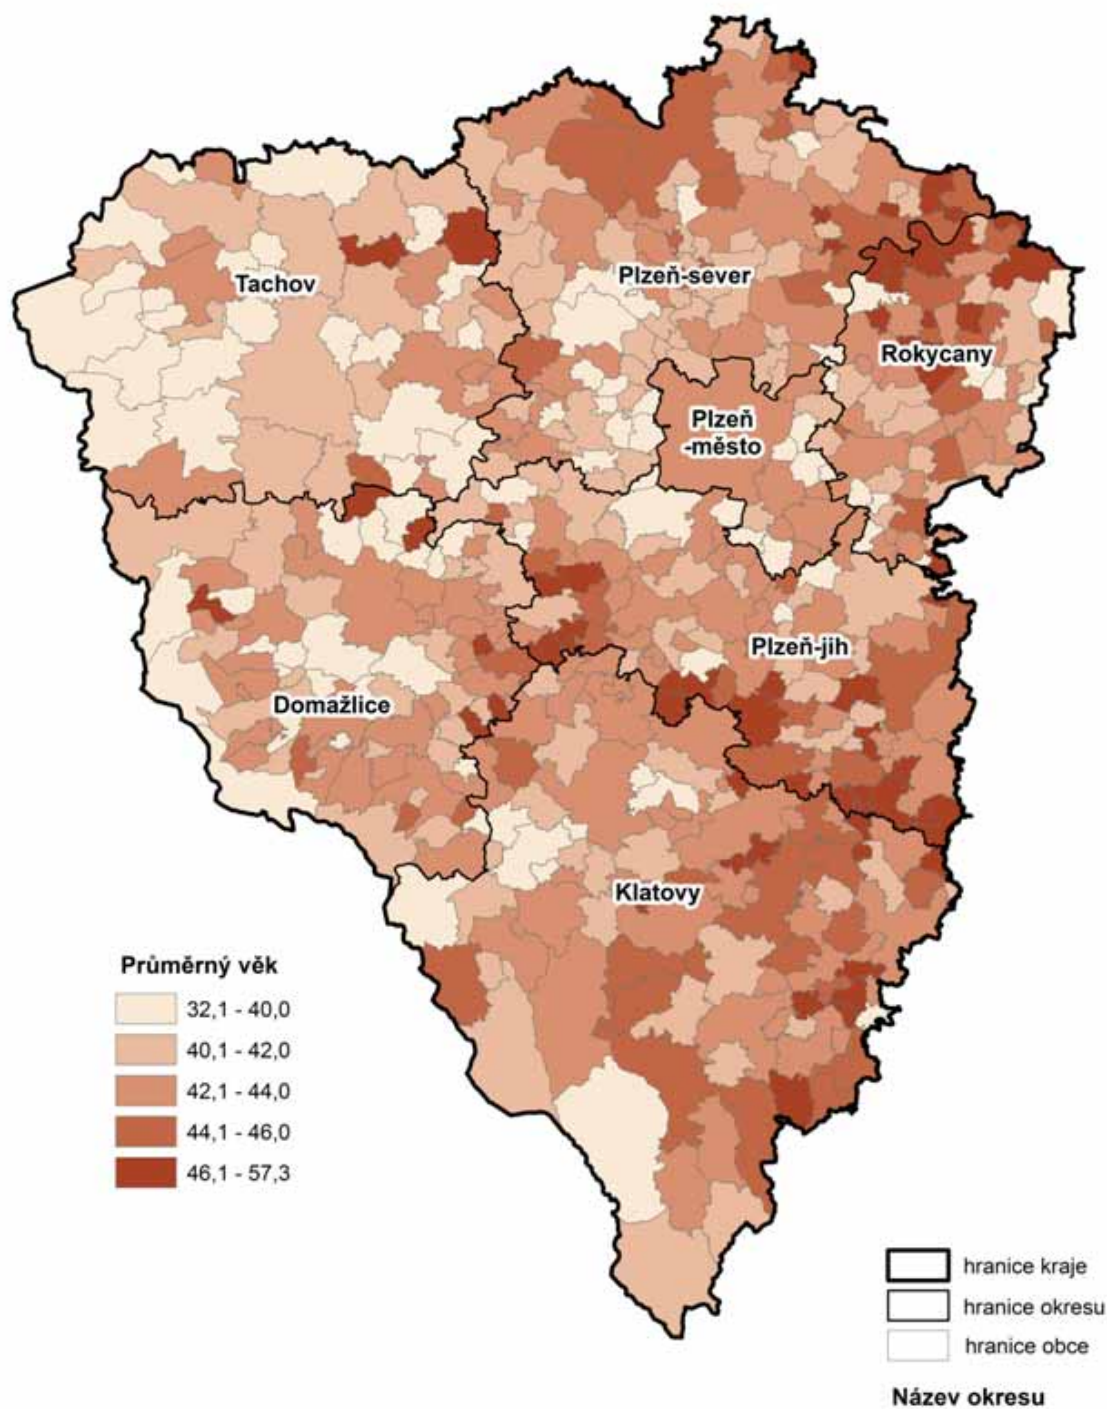 Tachov
Plzeň-sever
Rokycany
Plzeň
-město
Plzeň-jih
Domažlice
Klatovy
Průměrný věk
32,1 - 40,0
40,1 - 42,0
42,1 - 44,0
44,1 - 46,0
46,1 - 57,3
hranice kraje
hranice okresu
hranice obce
Název okresu